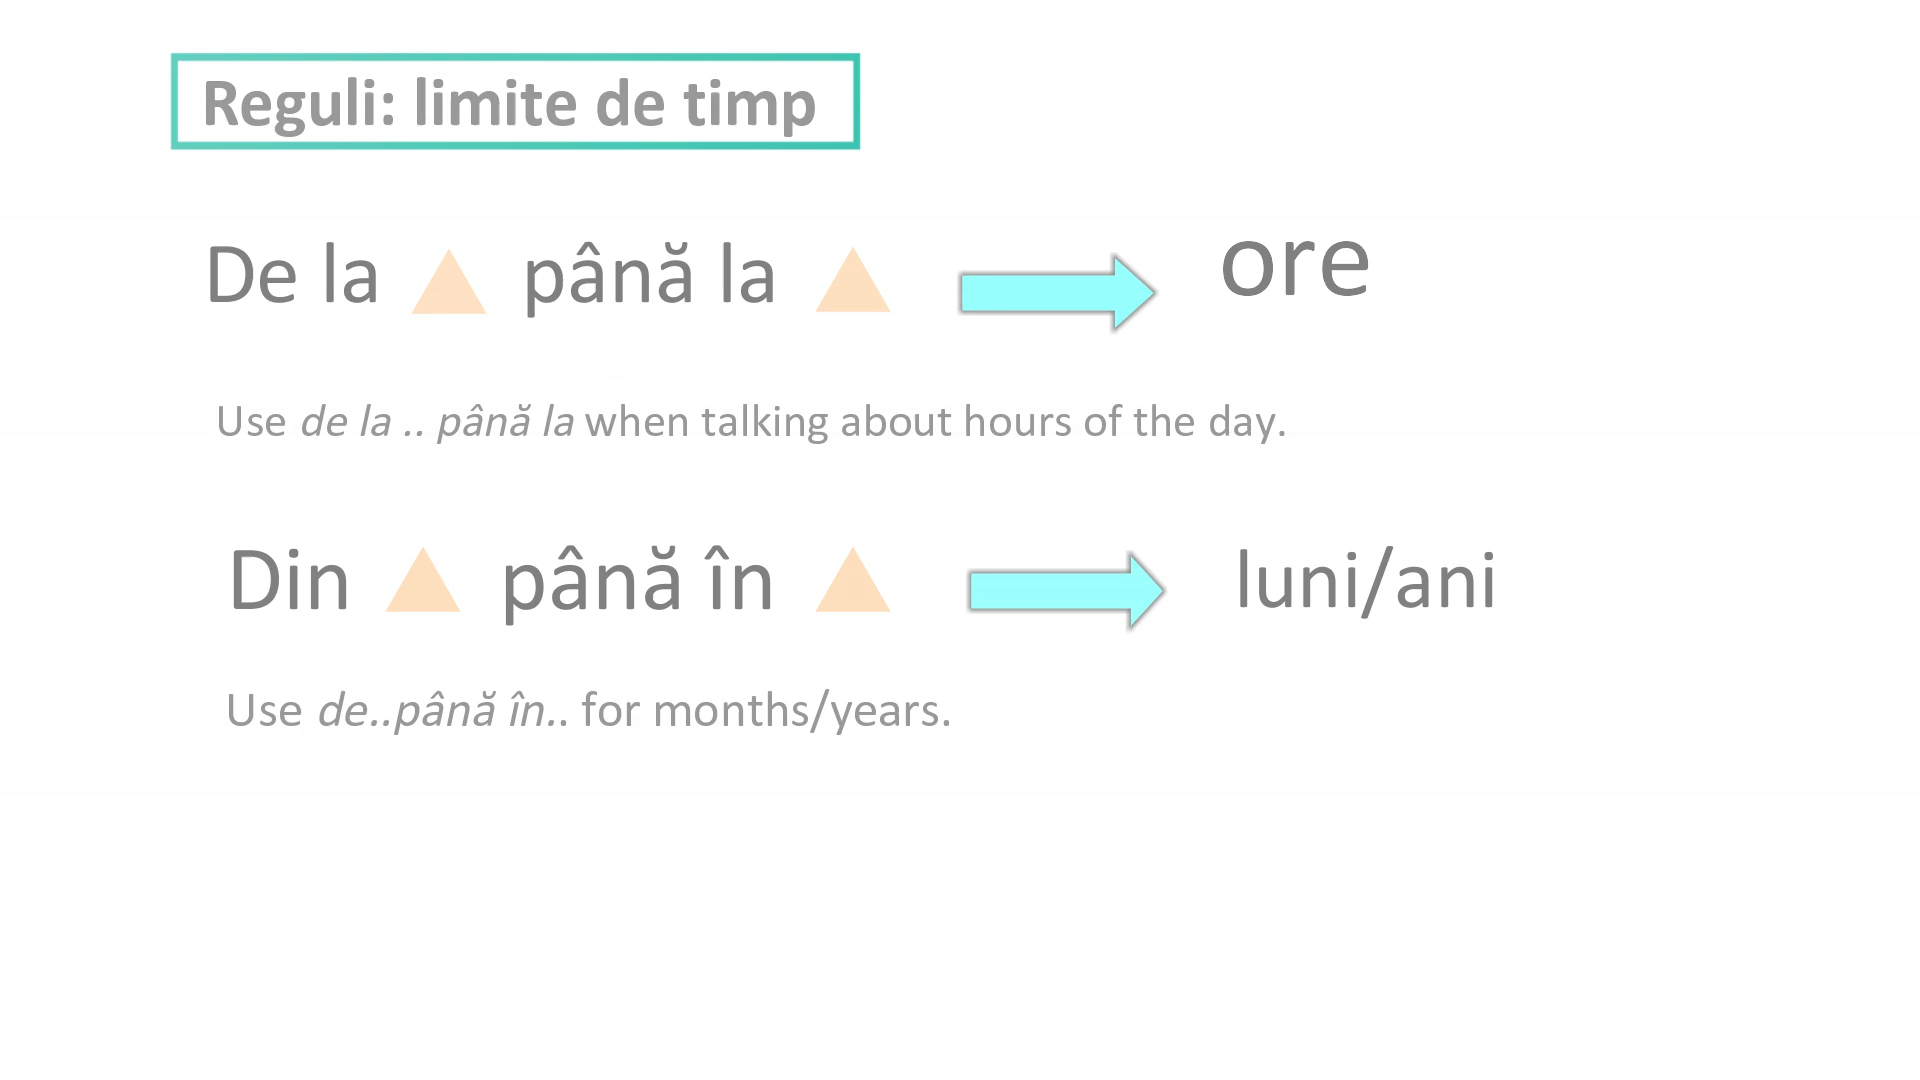 Reguli: limite de timp
De la până la ore
Use de la .. până la when talking about hours of the day.
Din până în luni/ani
Use de..până în.. for months/years.